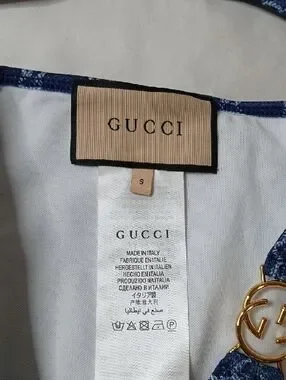 GUCCI
S
GUCCI
MADE IN ITALY
FABRIQUÉ EN ITALIE
HERGESTELLT IN ITALIEN
HECHO EN ITALIA
PRODUZIDO NA ITÁLIA
СДЕЛАНО В ИТАЛИИ
イタリア製
产地 意大利
صنع في ايطاليا